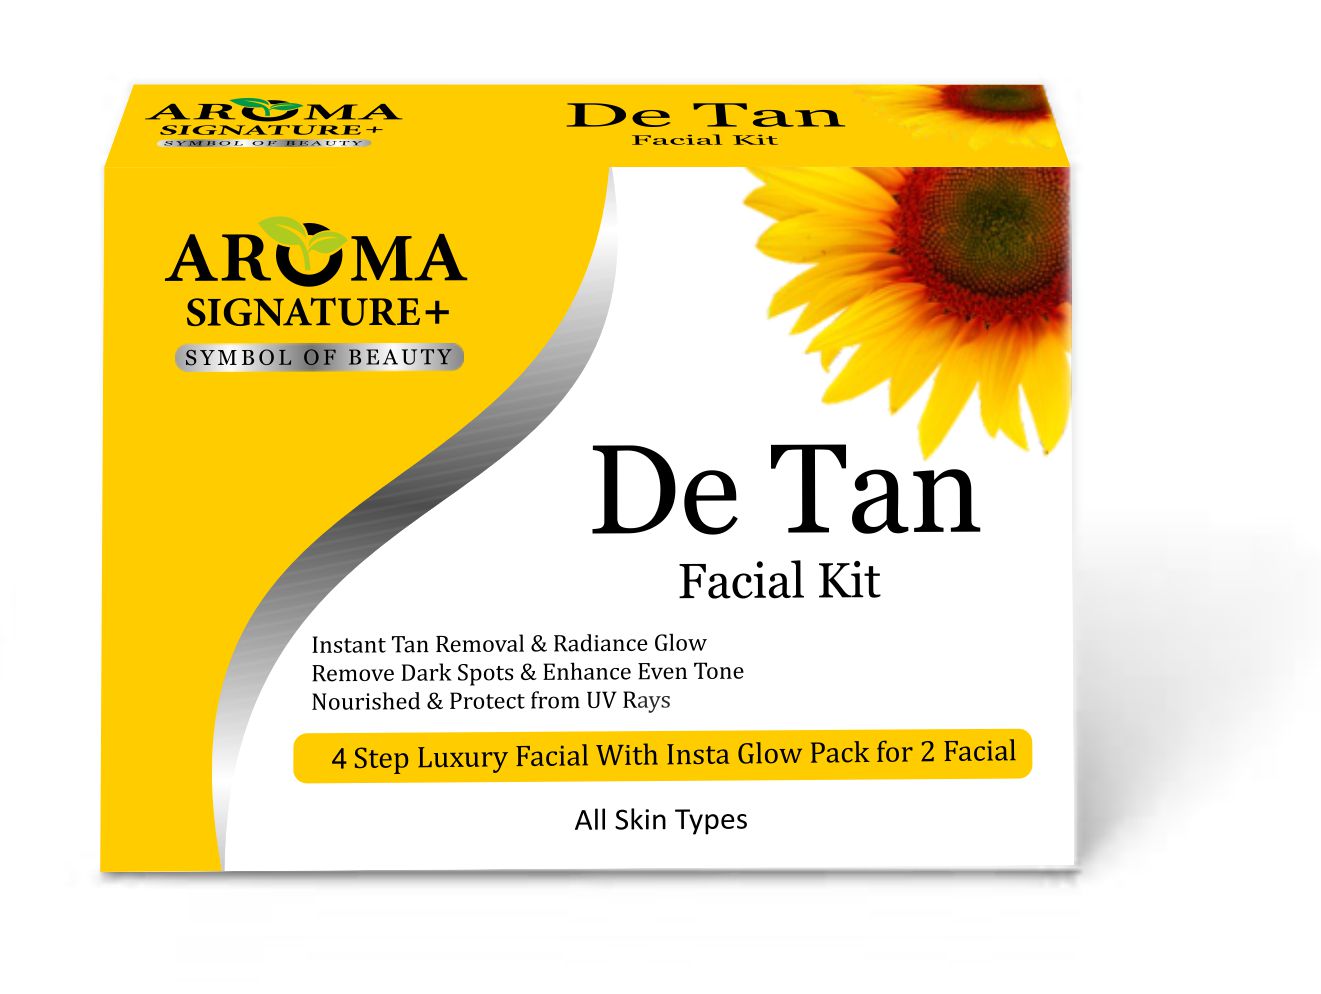 AROMA
SIGNATURE+
SYMBOL OF BEAUTY
De Tan
Facial Kit
AROMA
SIGNATURE+
SYMBOL OF BEAUTY
De Tan
Facial Kit
Instant Tan Removal & Radiance Glow
Remove Dark Spots & Enhance Even Tone
Nourished & Protect from UV Rays
4 Step Luxury Facial With Insta Glow Pack for 2 Facial
All Skin Types